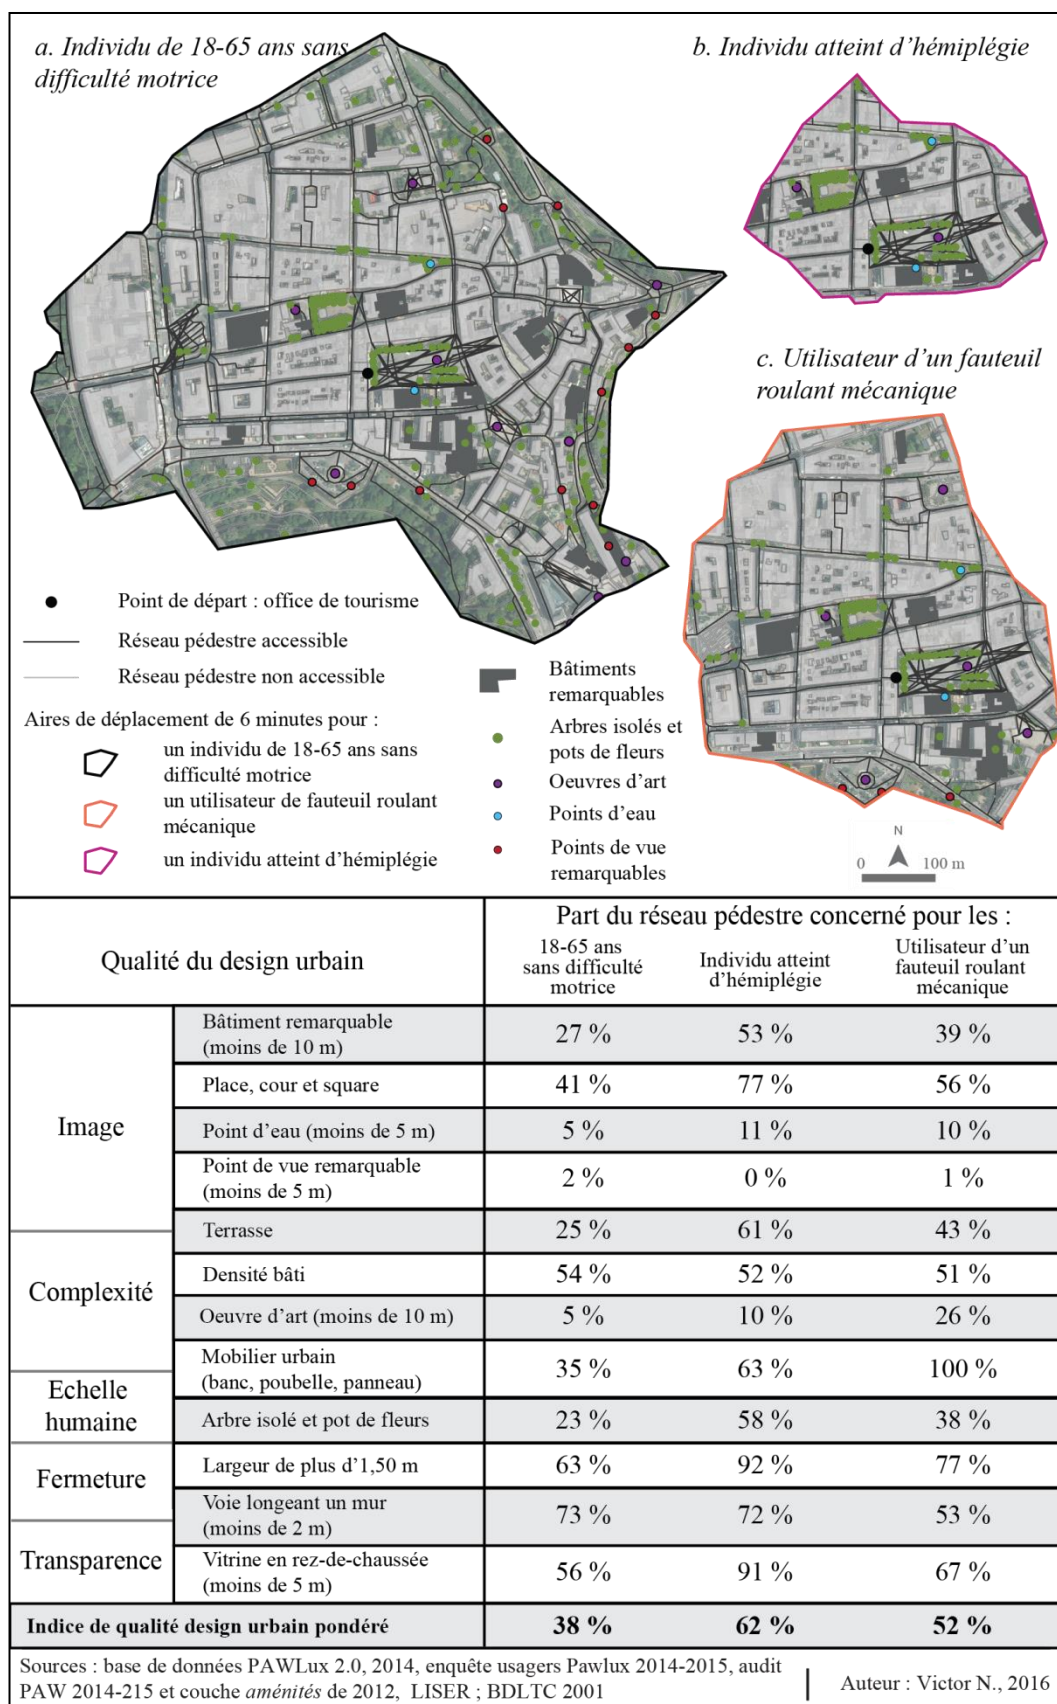 a. Individu de 18-65 ans sans
difficulté motrice
b. Individu atteint d’hémiplégie
c. Utilisateur d’un fauteuil
roulant mécanique
Point de départ : office de tourisme
Réseau pédestre accessible
Réseau pédestre non accessible
Aires de déplacement de 6 minutes pour :
un individu de 18-65 ans sans
difficulté motrice
un utilisateur de fauteuil roulant
mécanique
un individu atteint d’hémiplégie
Bâtiments
remarquables
Arbres isolés et
pots de fleurs
Oeuvres d’art
Points d’eau
Points de vue
remarquables
N
0 100 m
Qualité du design urbain
Part du réseau pédestre concerné pour les :
18-65 ans
sans difficulté
motrice
Individu atteint
d’hémiplégie
Utilisateur d’un
fauteuil roulant
mécanique
Image
Bâtiment remarquable
(moins de 10 m)
27 % 53 % 39 %
Place, cour et square 41 % 77 % 56 %
Point d’eau (moins de 5 m) 5 % 11 % 10 %
Point de vue remarquable
(moins de 5 m)
2 % 0 % 1 %
Terrasse 25 % 61 % 43 %
Complexité
Densité bâti 54 % 52 % 51 %
Oeuvre d’art (moins de 10 m) 5 % 10 % 26 %
Mobilier urbain
(banc, poubelle, panneau)
35 % 63 % 100 %
Echelle
humaine
Arbre isolé et pot de fleurs 23 % 58 % 38 %
Fermeture
Largeur de plus d’1,50 m 63 % 92 % 77 %
Voie longeant un mur
(moins de 2 m)
73 % 72 % 53 %
Transparence
Vitrine en rez-de-chaussée
(moins de 5 m)
56 % 91 % 67 %
Indice de qualité design urbain pondéré 38 % 62 % 52 %
Sources : base de données PAWLux 2.0, 2014, enquête usagers Pawlux 2014-2015, audit
PAW 2014-215 et couche aménités de 2012, LISER ; BDLTC 2001
Auteur : Victor N., 2016